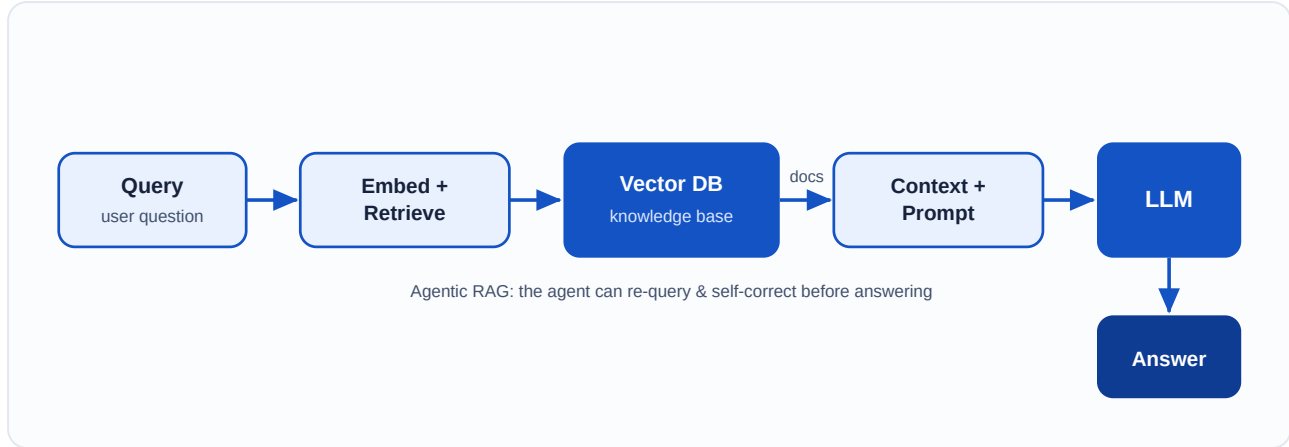 Query
user question
Embed +
Retrieve
Vector DB
knowledge base
docs
Context +
Prompt
LLM
Agentic RAG: the agent can re-query & self-correct before answering
Answer